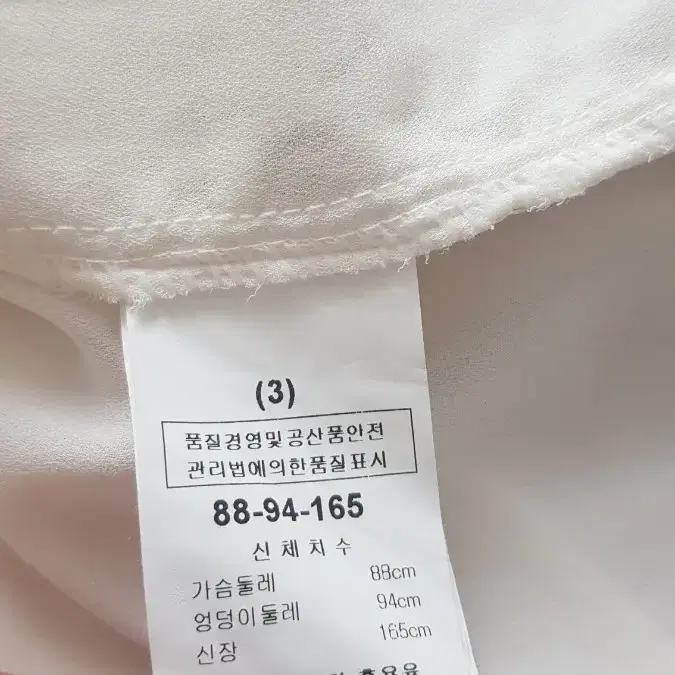 (3)
품질경영및공산품안전
관리법에의한품질표시
88-94-165
신체치수
가슴둘레 88cm
엉덩이둘레 94cm
신장 165cm